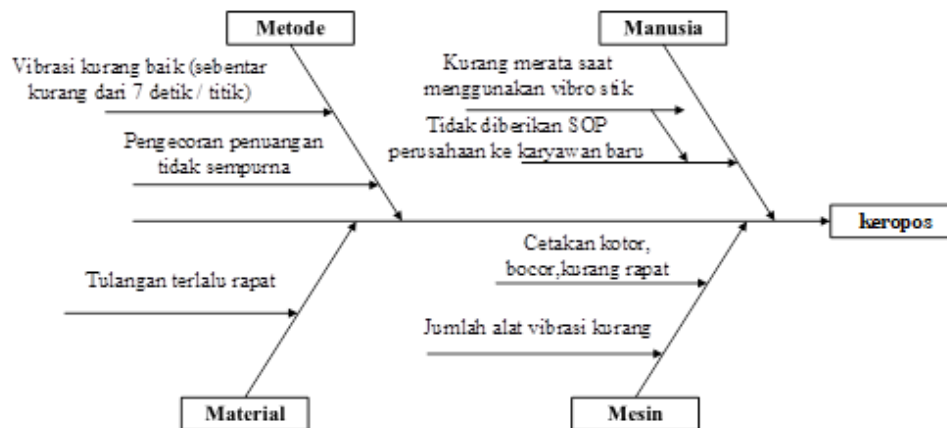 Metode
Manusia
Vibrasi kurang baik (sebentar
kurang dari 7 detik / titik)
Kurang merata saat
menggunakan vibro stik
Pengecoran penuangan
tidak sempurna
Tidak diberikan SOP
perusahaan ke karyawan baru
keropos
Cetakan kotor,
bocor,kurang rapat
Tulangan terlalu rapat
Jumlah alat vibrasi kurang
Material
Mesin